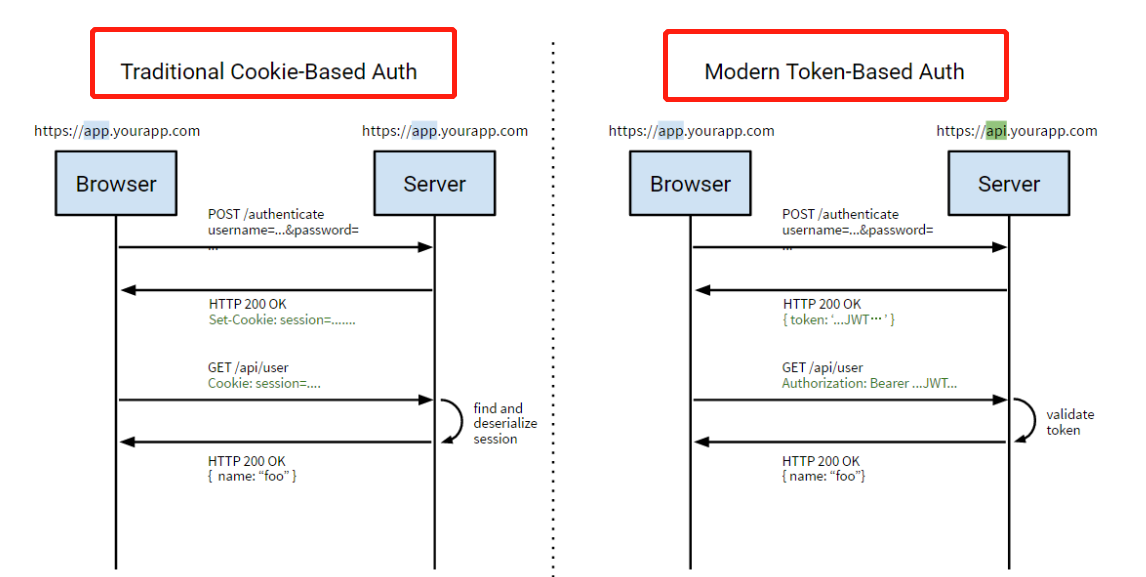 Traditional Cookie-Based Auth
https://app.yourapp.com
https://app.yourapp.com
Browser
Server
POST /authenticate
username=...&password=
...
HTTP 200 OK
Set-Cookie: session=.......
GET /api/user
Cookie: session=....
find and
deserialize
session
HTTP 200 OK
{ name: “foo” }
Modern Token-Based Auth
https://app.yourapp.com
https://api.yourapp.com
Browser
Server
POST /authenticate
username=...&password=
...
HTTP 200 OK
{ token: '...JWT⋯ ' }
GET /api/user
Authorization: Bearer ...JWT...
validate
token
HTTP 200 OK
{ name: “foo”}